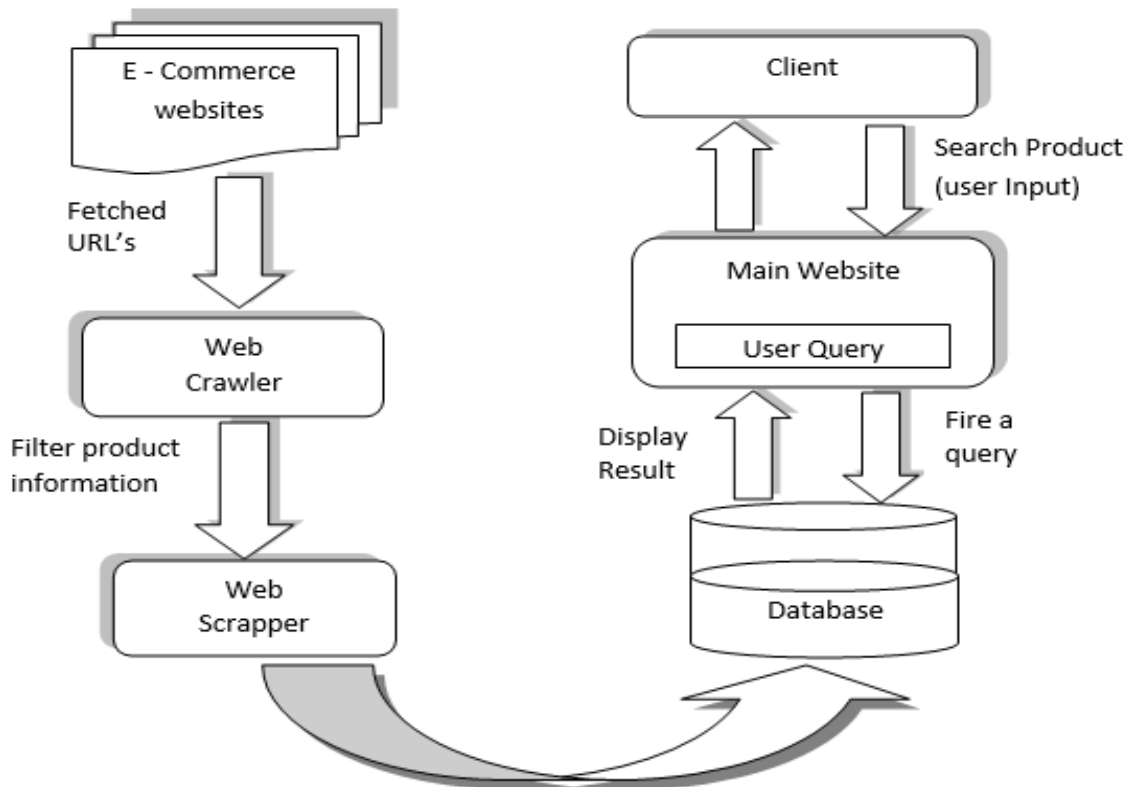 E - Commerce
websites
Fetched
URL's
Web
Crawler
Filter product
information
Web
Scrapper
Client
Search Product
(user Input)
Main Website
User Query
Display
Result
Fire a
query
Database